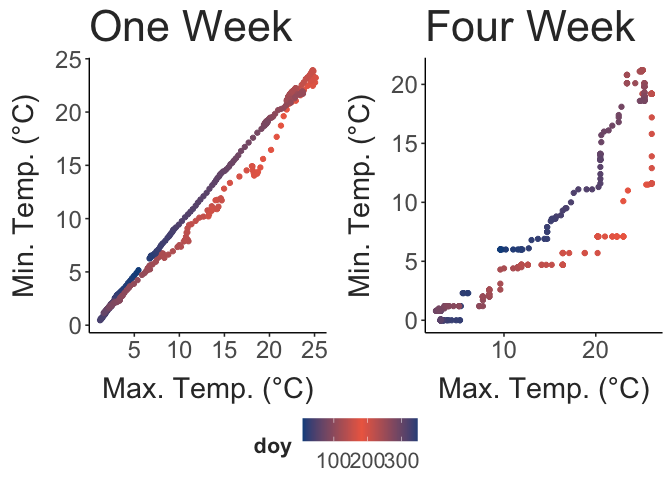 One Week
Four Week
Min. Temp. (°C)
25
20
15
10
5
0
5 10 15 20 25
Max. Temp. (°C)
Min. Temp. (°C)
20
15
10
5
0
10 20
Max. Temp. (°C)
doy
100200300